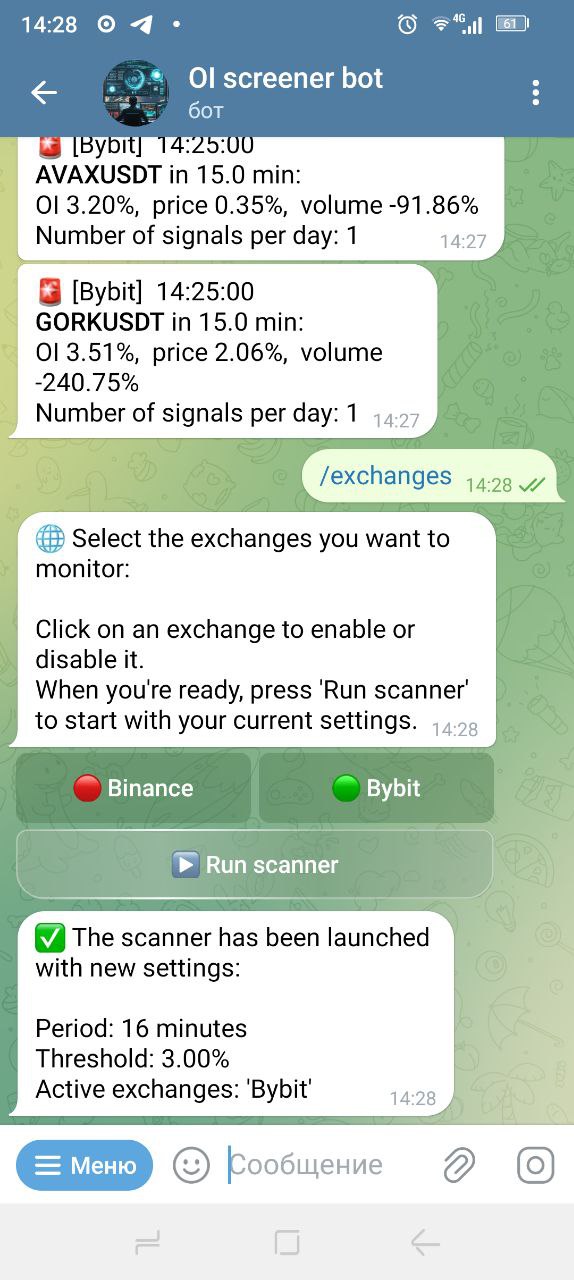 14:28
4G
61
OI screener bot
бот
[Bybit] 14:25:00
AVAXUSDT in 15.0 min:
OI 3.20%, price 0.35%, volume -91.86%
Number of signals per day: 1 14:27
[Bybit] 14:25:00
GORKUSDT in 15.0 min:
OI 3.51%, price 2.06%, volume
-240.75%
Number of signals per day: 1 14:27
/exchanges 14:28
Select the exchanges you want to
monitor:
Click on an exchange to enable or
disable it.
When you're ready, press 'Run scanner'
to start with your current settings. 14:28
Binance
Bybit
Run scanner
The scanner has been launched
with new settings:
Period: 16 minutes
Threshold: 3.00%
Active exchanges: 'Bybit' 14:28
Меню
Сообщение